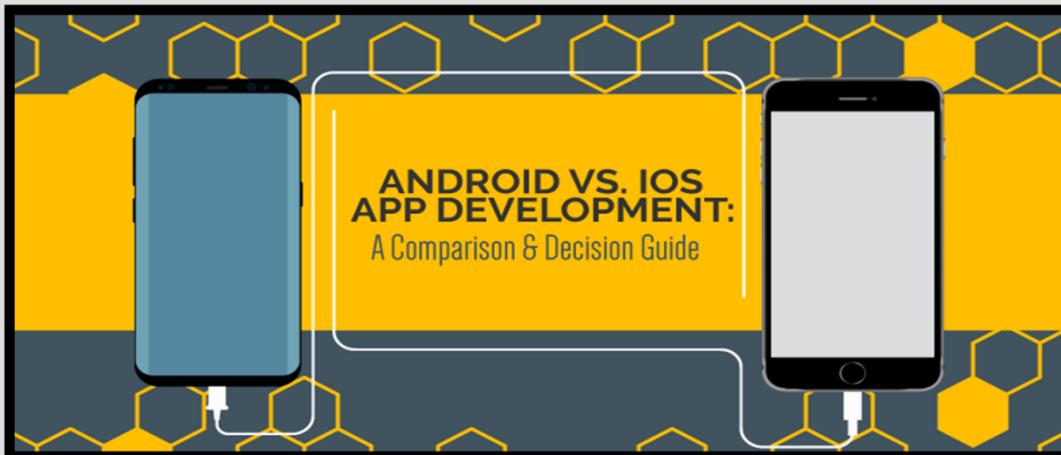 ANDROID VS. IOS
APP DEVELOPMENT:
A Comparison & Decision Guide